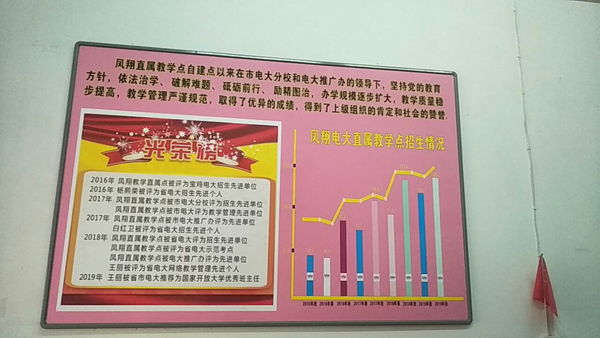 凤翔直属教学点自建点以来在市电大分校和电大推广办的领导下，坚持党的教育
方针，依法治学、破解难题、砥砺前行、励精图治，办学规模逐步扩大，教学质量稳
步提高，教学管理严谨规范，取得了优异的成绩，得到了上级组织的肯定和社会的赞誉
光荣榜
2016年 凤翔教学直属点被评为宝鸡电大招生先进单位
2016年 杨熙荣被评为省电大招生先进个人
2017年 凤翔直属教学点被市电大分校评为招生先进单位
凤翔直属教学点被市电大评为教学管理先进单位
2017年 凤翔直属教学点被市电大推广办评为先进单位
白红卫被评为省电大招生先进个人
2018年 凤翔直属教学点被省电大评为招生先进单位
凤翔直属教学点被评为省电大示范考点
凤翔直属教学点被电大推广办评为先进单位
王丽被评为省电大网络教学管理先进个人
2019年 王丽被省市电大推荐为国家开放大学优秀班主任
凤翔电大直属教学点招生情况